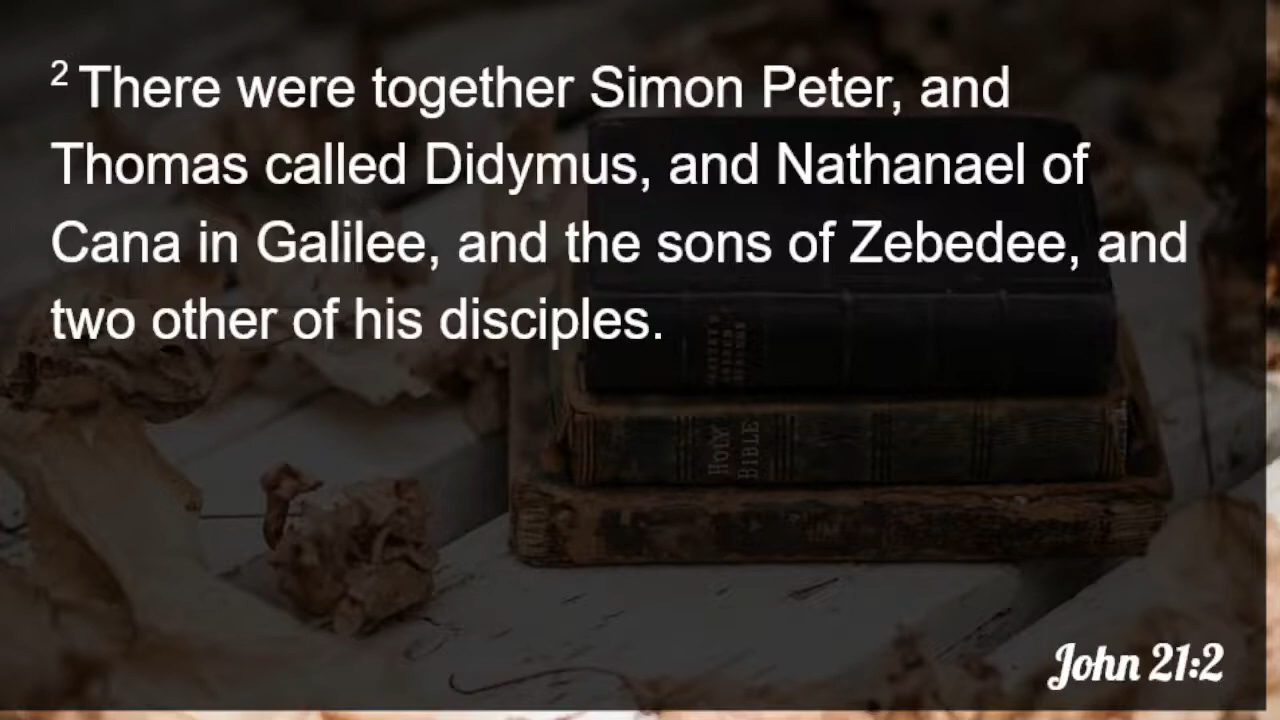 2 There were together Simon Peter, and
Thomas called Didymus, and Nathanael of
Cana in Galilee, and the sons of Zebedee, and
two other of his disciples.
HOLY
BIBLE
John 21:2